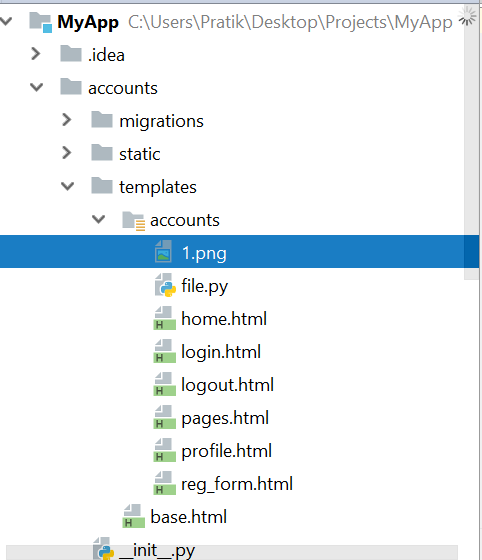 MyApp C:\Users\Pratik\Desktop\Projects\MyApp
.idea
accounts
migrations
static
templates
accounts
1.png
file.py
home.html
login.html
logout.html
pages.html
profile.html
reg_form.html
base.html
__init__.py